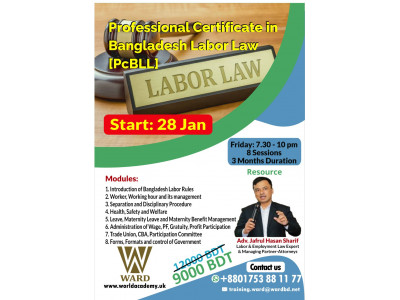 Professional Certificate in
Bangladesh Labor Law
[PcBLL]
LABOR LAW
Start: 28 Jan
Friday: 7.30 - 10 pm
8 Sessions
3 Months Duration
Resource
Modules:
1. Introduction of Bangladesh Labor Rules
2. Worker, Working hour and its management
3. Separation and Disciplinary Procedure
4. Health, Safety and Welfare
5. Leave, Maternity Leave and Maternity Benefit Management
6. Administration of Wage, PF, Gratuity, Profit Participation
7. Trade Union, CBA, Participation Committee
8. Forms, Formats and control of Government
Adv. Jafrul Hasan Sharif
Labor & Employment Law Expert
& Managing Partner-Attorneys
W
WARD
www.worldacademy.uk
12000 BDT
9000 BDT
Contact us
+8801753 88 11 77
training.ward@wardbd.net